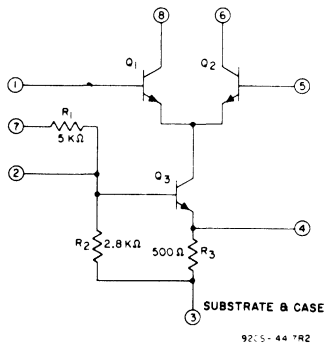 8 6
Q1 Q2
1 5
7 R1
5 KΩ
2 Q3
4
R2 2.8 KΩ 500 Ω R3
3 SUBSTRATE & CASE